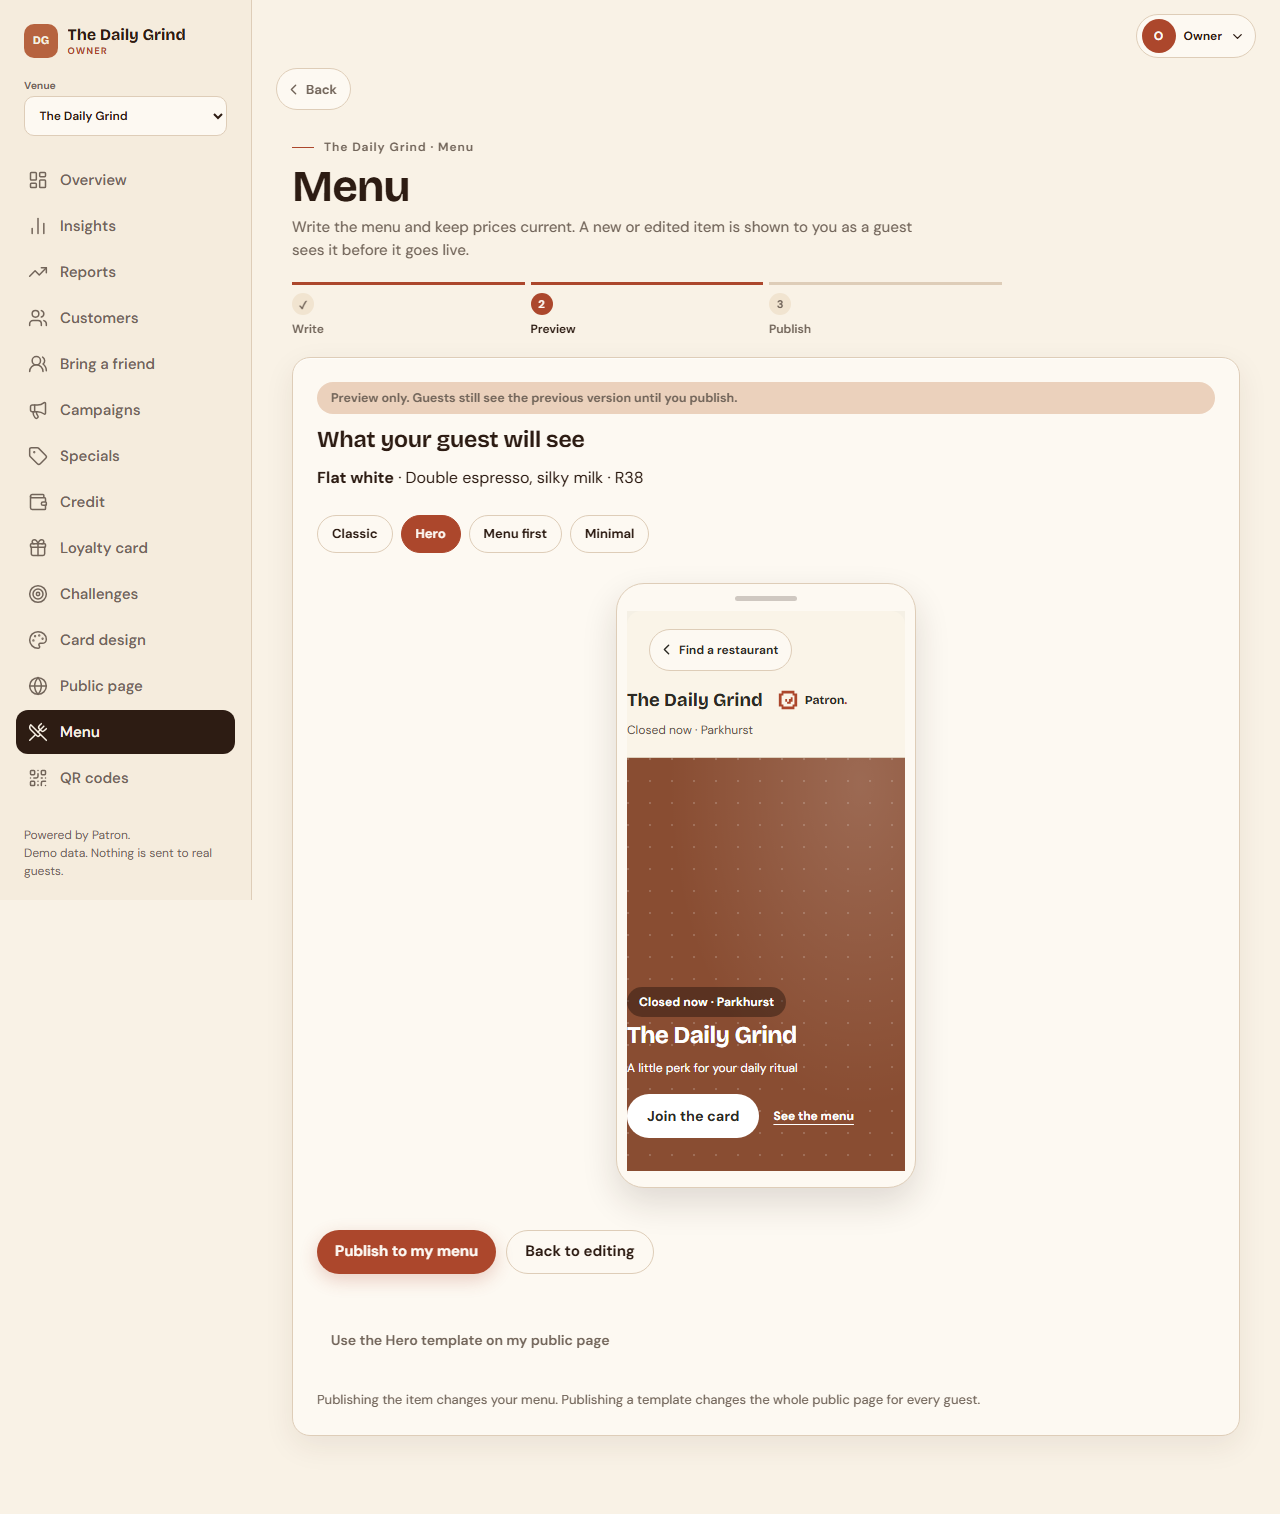 DG
The Daily Grind
OWNER
Venue
The Daily Grind
Overview
Insights
Reports
Customers
Bring a friend
Campaigns
Specials
Credit
Loyalty card
Challenges
Card design
Public page
Menu
QR codes
Powered by Patron.
Demo data. Nothing is sent to real
guests.
O
Owner
Back
The Daily Grind · Menu
Menu
Write the menu and keep prices current. A new or edited item is shown to you as a guest
sees it before it goes live.
✓
Write
2
Preview
3
Publish
Preview only. Guests still see the previous version until you publish.
What your guest will see
Flat white · Double espresso, silky milk · R38
Classic
Hero
Menu first
Minimal
Find a restaurant
The Daily Grind
Patron.
Closed now · Parkhurst
Closed now · Parkhurst
The Daily Grind
A little perk for your daily ritual
Join the card
See the menu
Publish to my menu
Back to editing
Use the Hero template on my public page
Publishing the item changes your menu. Publishing a template changes the whole public page for every guest.